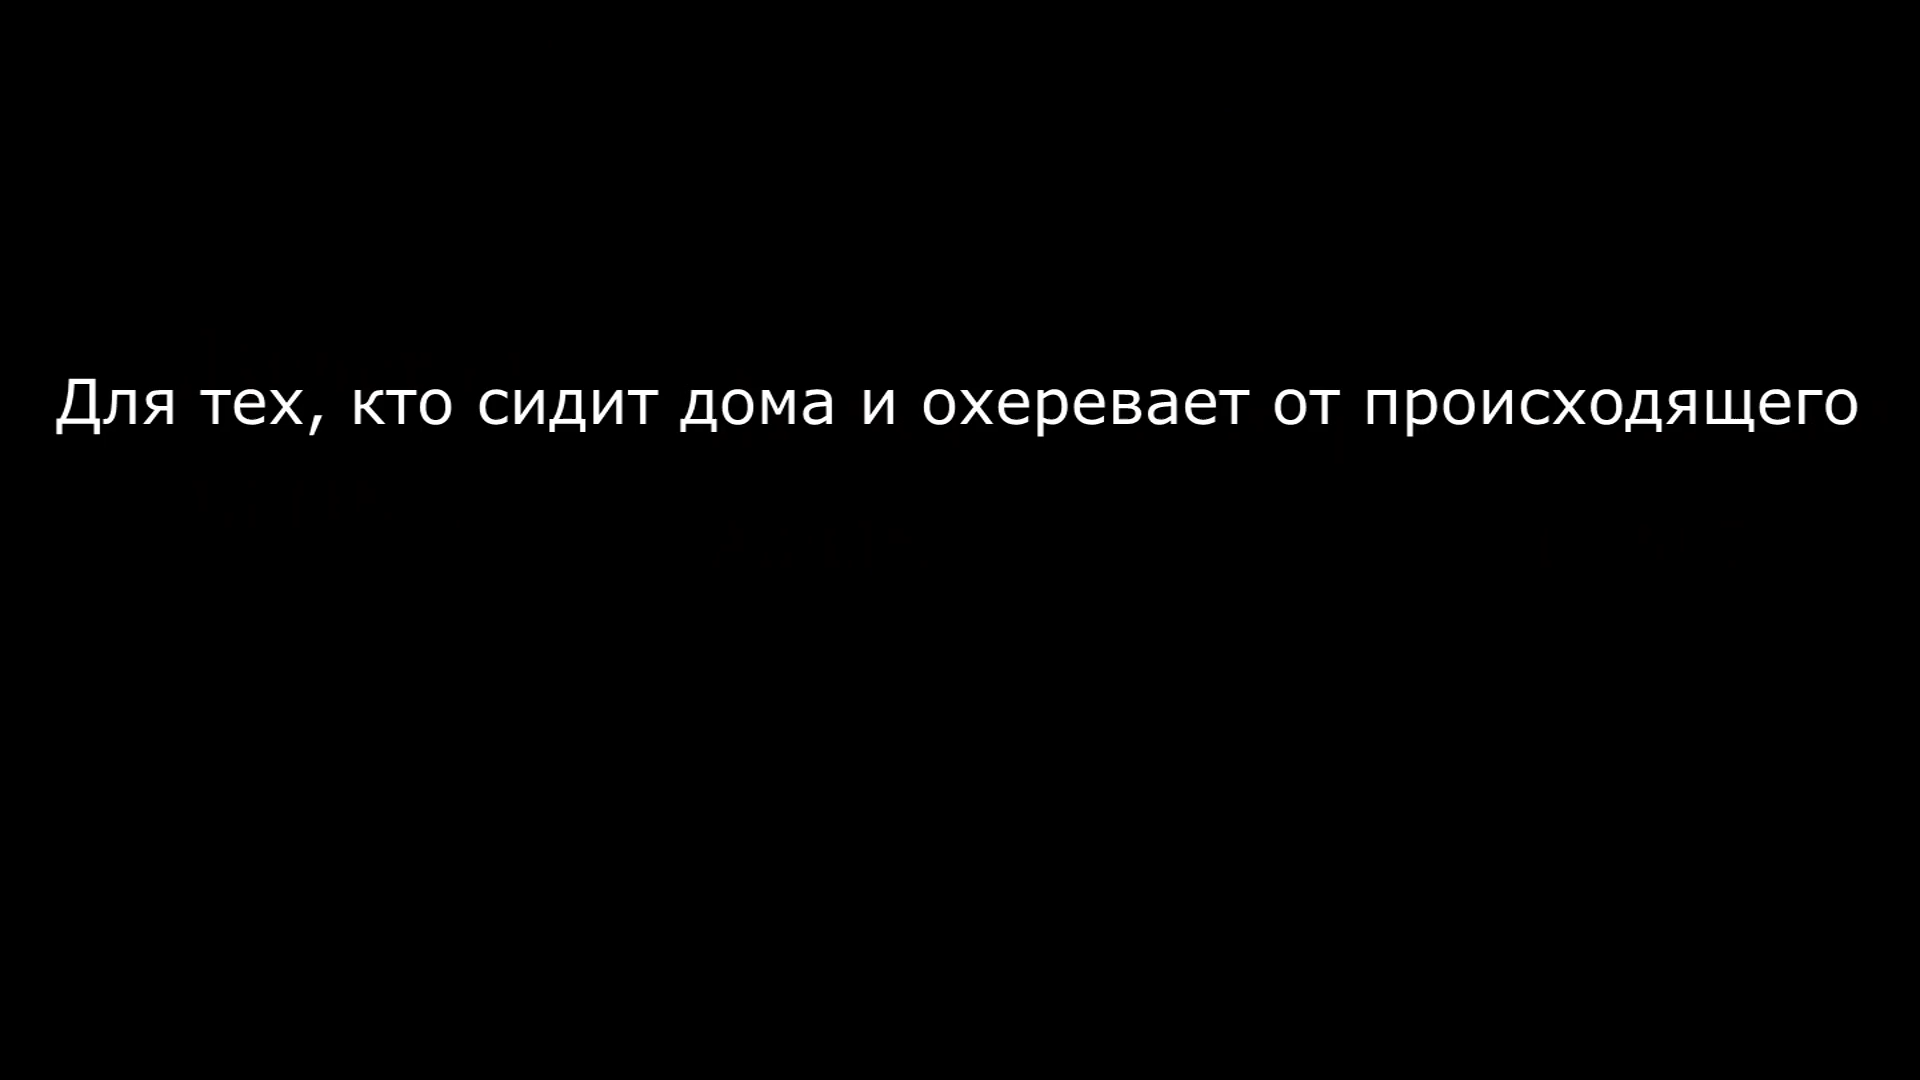 Для тех, кто сидит дома и охеревает от происходящего